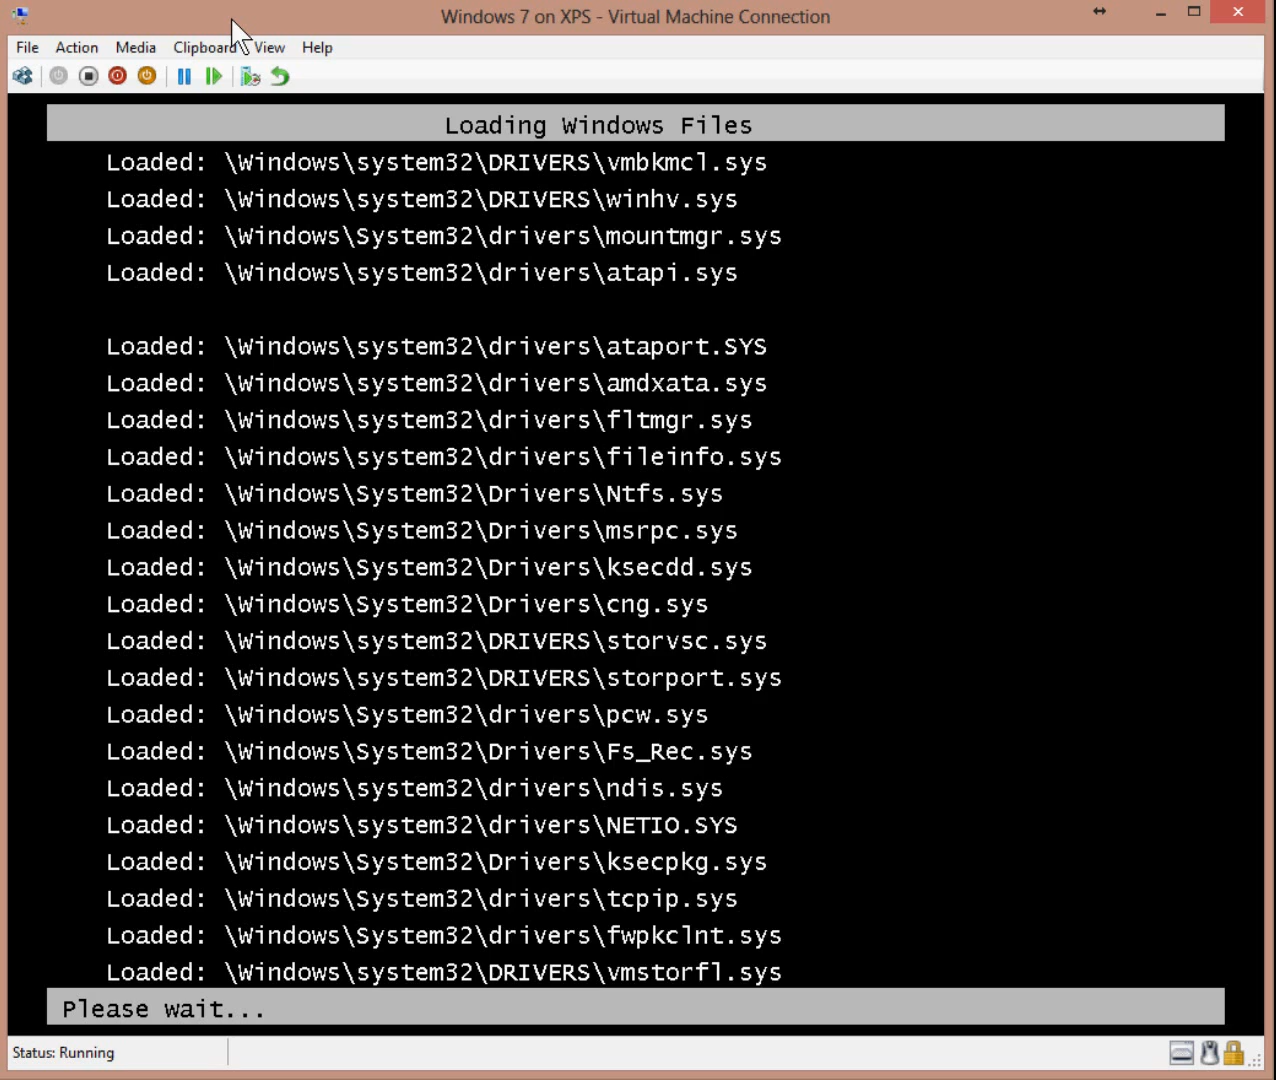 Windows 7 on XPS - Virtual Machine Connection
File Action Media Clipboard View Help
Loading Windows Files
Loaded: \Windows\system32\DRIVERS\vmbkmcl.sys
Loaded: \Windows\system32\DRIVERS\winhv.sys
Loaded: \Windows\System32\drivers\mountmgr.sys
Loaded: \Windows\system32\drivers\atapi.sys
Loaded: \Windows\system32\drivers\ataport.SYS
Loaded: \Windows\system32\drivers\amdxata.sys
Loaded: \Windows\system32\drivers\fltmgr.sys
Loaded: \Windows\system32\drivers\fileinfo.sys
Loaded: \Windows\System32\Drivers\Ntfs.sys
Loaded: \Windows\System32\Drivers\msrpc.sys
Loaded: \Windows\System32\Drivers\ksecdd.sys
Loaded: \Windows\System32\Drivers\cng.sys
Loaded: \Windows\system32\DRIVERS\storvsc.sys
Loaded: \Windows\system32\DRIVERS\storport.sys
Loaded: \Windows\System32\drivers\pcw.sys
Loaded: \Windows\System32\Drivers\Fs_Rec.sys
Loaded: \Windows\system32\drivers\ndis.sys
Loaded: \Windows\system32\drivers\NETIO.SYS
Loaded: \Windows\System32\Drivers\ksecpkg.sys
Loaded: \Windows\System32\drivers\tcpip.sys
Loaded: \Windows\System32\drivers\fwpkclnt.sys
Loaded: \Windows\system32\DRIVERS\vmstorfl.sys
Please wait...
Status: Running